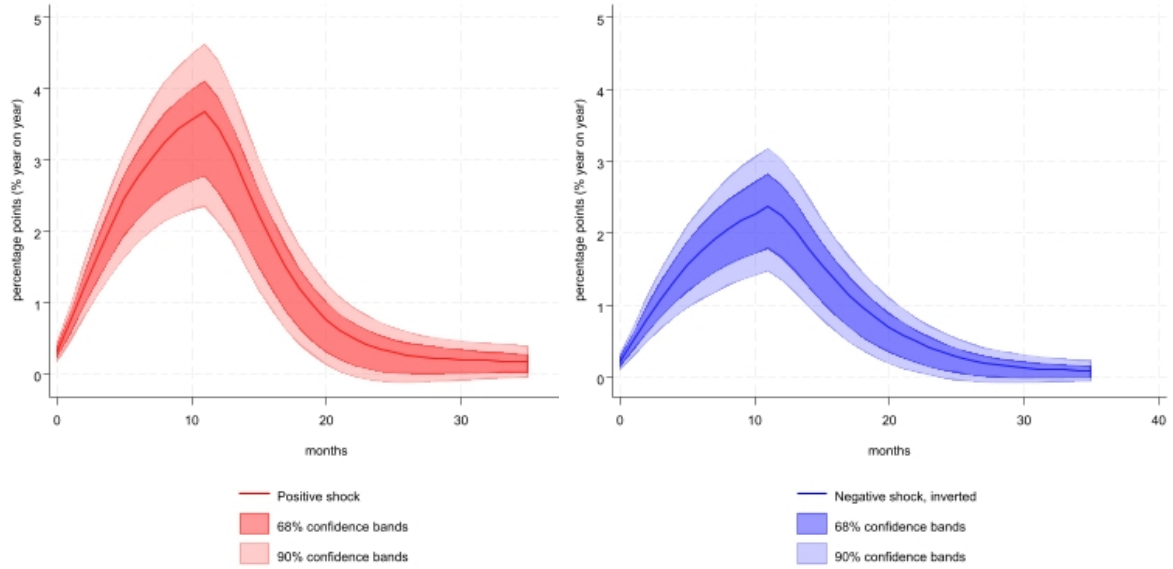 5
4
3
2
1
0
percentage points (% year on year)
0
10
20
30
months
Positive shock
68% confidence bands
90% confidence bands
5
4
3
2
1
0
percentage points (% year on year)
0
10
20
30
40
months
Negative shock, inverted
68% confidence bands
90% confidence bands